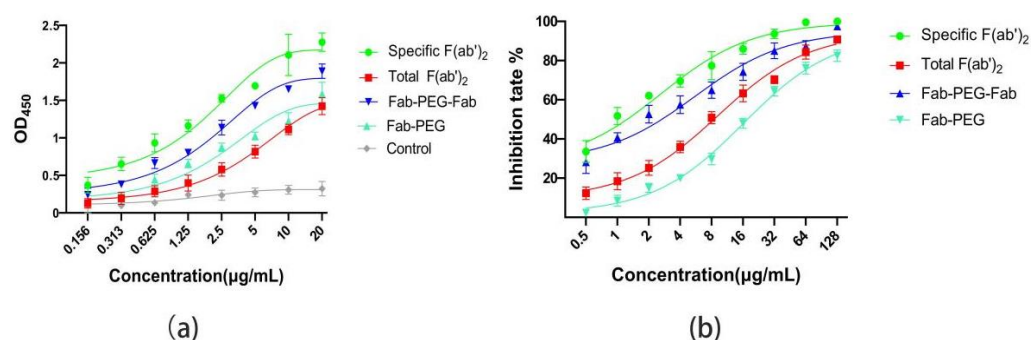 2.5
2.0
1.5
1.0
0.5
0.0
OD450
0.156
0.313
0.625
1.25
2.5
5
10
20
Concentration(μg/mL)
Specific F(ab')2
Total F(ab')2
Fab-PEG-Fab
Fab-PEG
Control
(a)
100
80
60
40
20
Inhibition tate %
0.5
1
2
4
8
16
32
64
128
Concentration(μg/mL)
Specific F(ab')2
Total F(ab')2
Fab-PEG-Fab
Fab-PEG
(b)